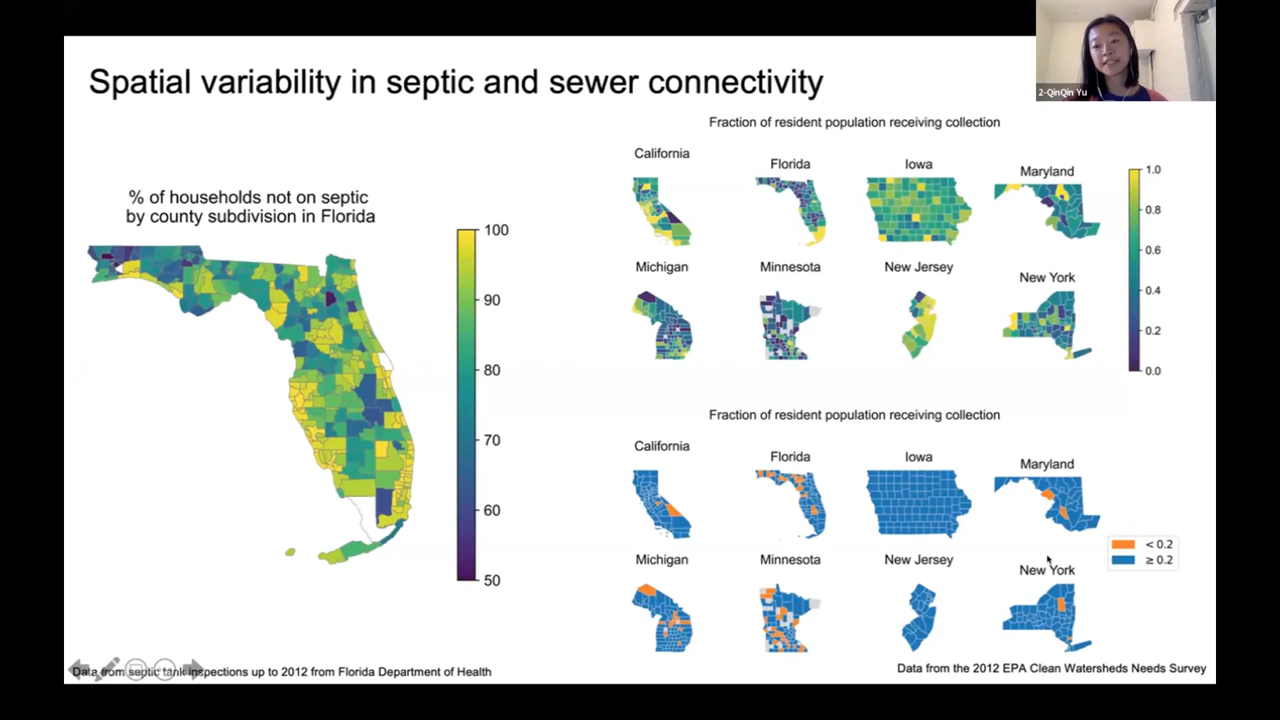 2-QinQin Yu
Spatial variability in septic and sewer connectivity
% of households not on septic
by county subdivision in Florida
100
90
80
70
60
50
Data from septic tank inspections up to 2012 from Florida Department of Health
Fraction of resident population receiving collection
California
Florida
Iowa
Maryland
Michigan
Minnesota
New Jersey
New York
1.0
0.8
0.6
0.4
0.2
0.0
Fraction of resident population receiving collection
California
Florida
Iowa
Maryland
Michigan
Minnesota
New Jersey
New York
< 0.2
≥ 0.2
Data from the 2012 EPA Clean Watersheds Needs Survey